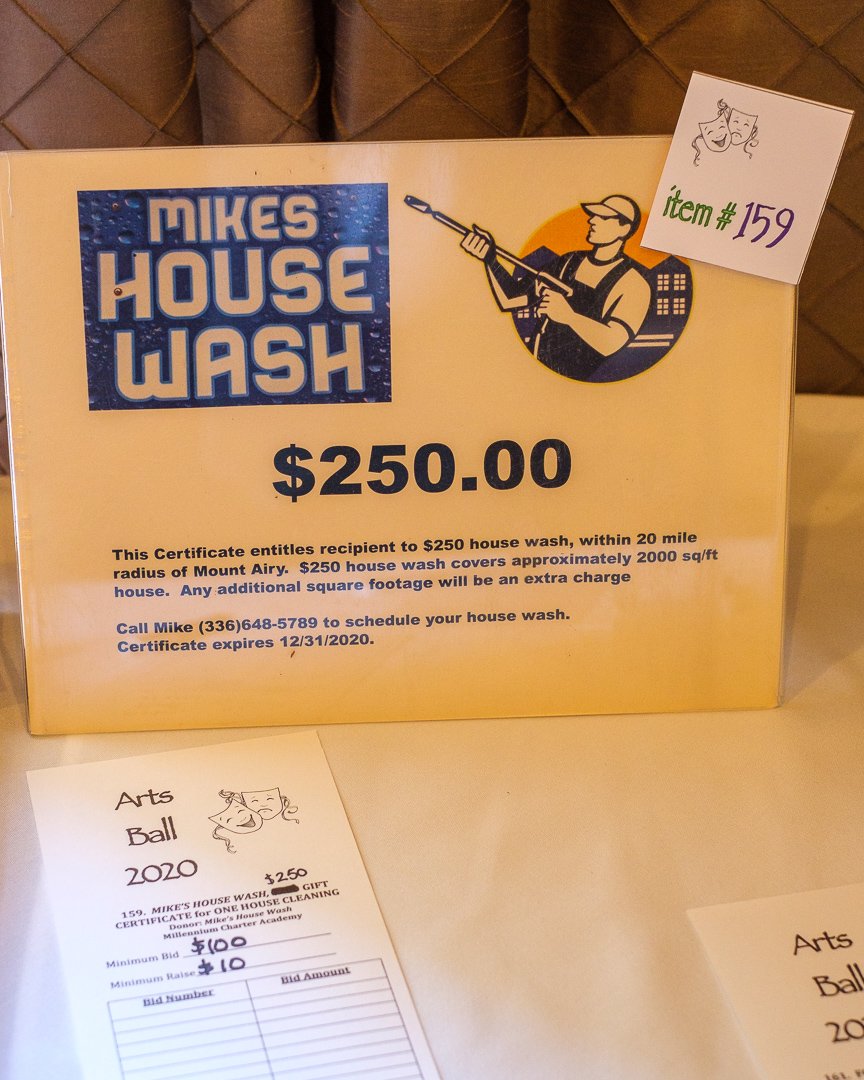 MIKES
HOUSE
WASH
item # 159
$250.00
This Certificate entitles recipient to $250 house wash, within 20 mile
radius of Mount Airy. $250 house wash covers approximately 2000 sq/ft
house. Any additional square footage will be an extra charge
Call Mike (336)648-5789 to schedule your house wash.
Certificate expires 12/31/2020.
Arts
Ball
2020
$250
159. MIKE'S HOUSE WASH, GIFT
CERTIFICATE for ONE HOUSE CLEANING
Donor: Mike's House Wash
Millennium Charter Academy
Minimum Bid $100
Minimum Raise $10
Bid Number Bid Amount
Arts
Ball